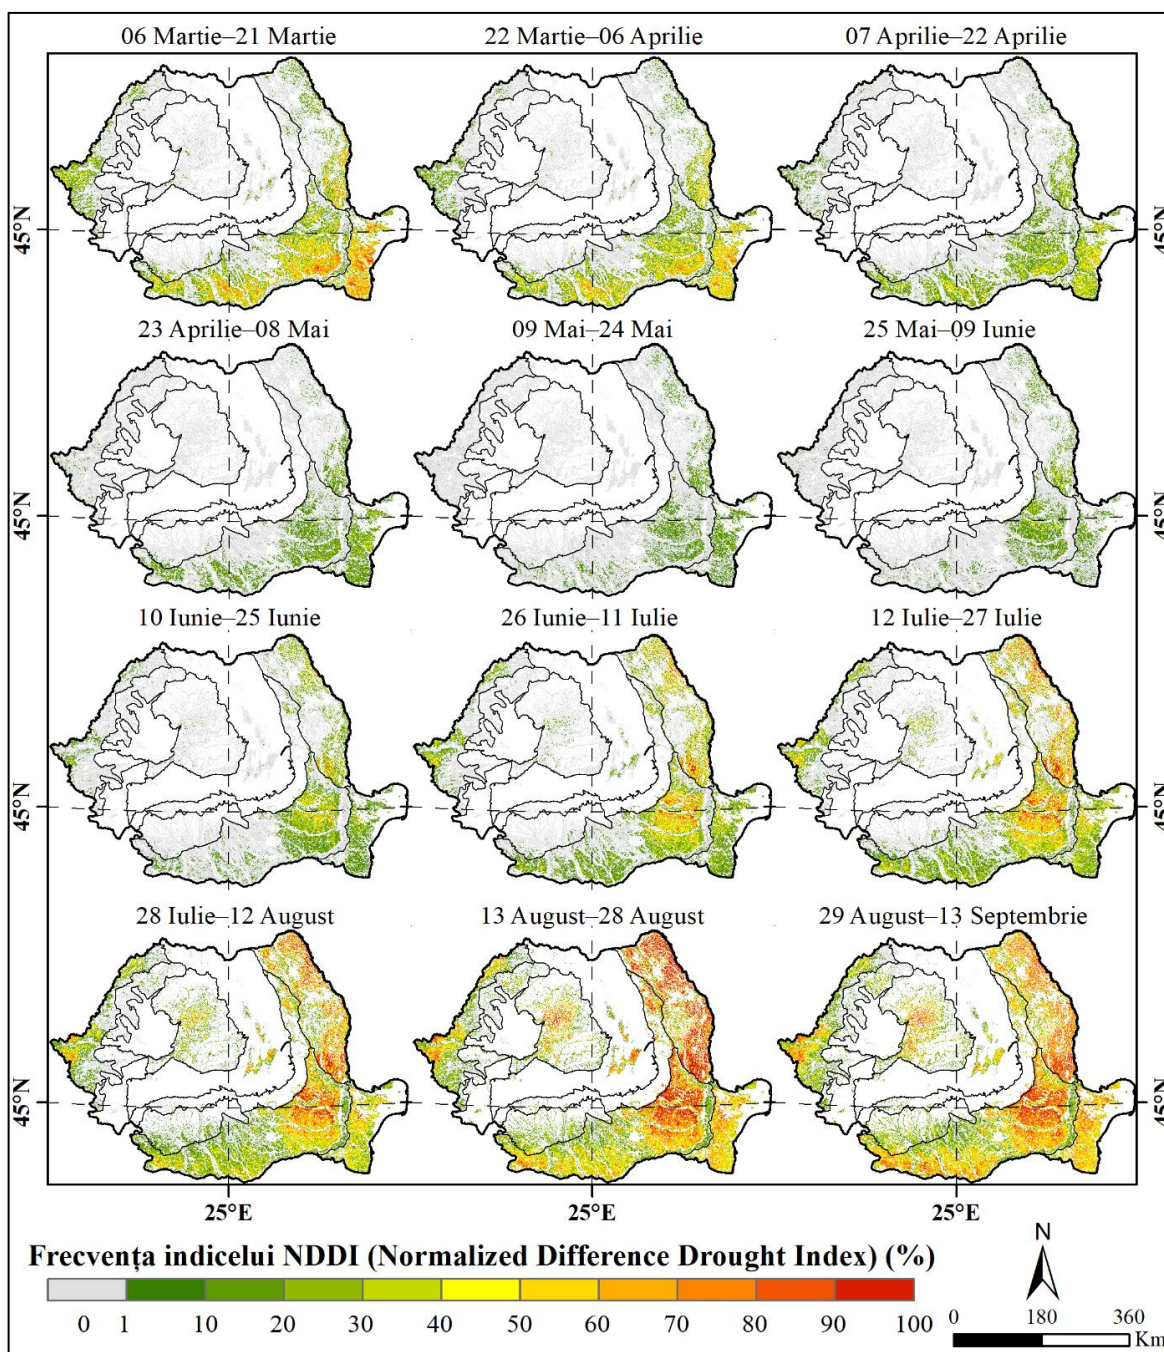 06 Martie–21 Martie
22 Martie–06 Aprilie
07 Aprilie–22 Aprilie
45°N
45°N
23 Aprilie–08 Mai
09 Mai–24 Mai
25 Mai–09 Iunie
45°N
45°N
10 Iunie–25 Iunie
26 Iunie–11 Iulie
12 Iulie–27 Iulie
45°N
45°N
28 Iulie–12 August
13 August–28 August
29 August–13 Septembrie
45°N
45°N
25°E
25°E
25°E
Frecvența indicelui NDDI (Normalized Difference Drought Index) (%)
0 1 10 20 30 40 50 60 70 80 90 100
N
0 180 360
Km